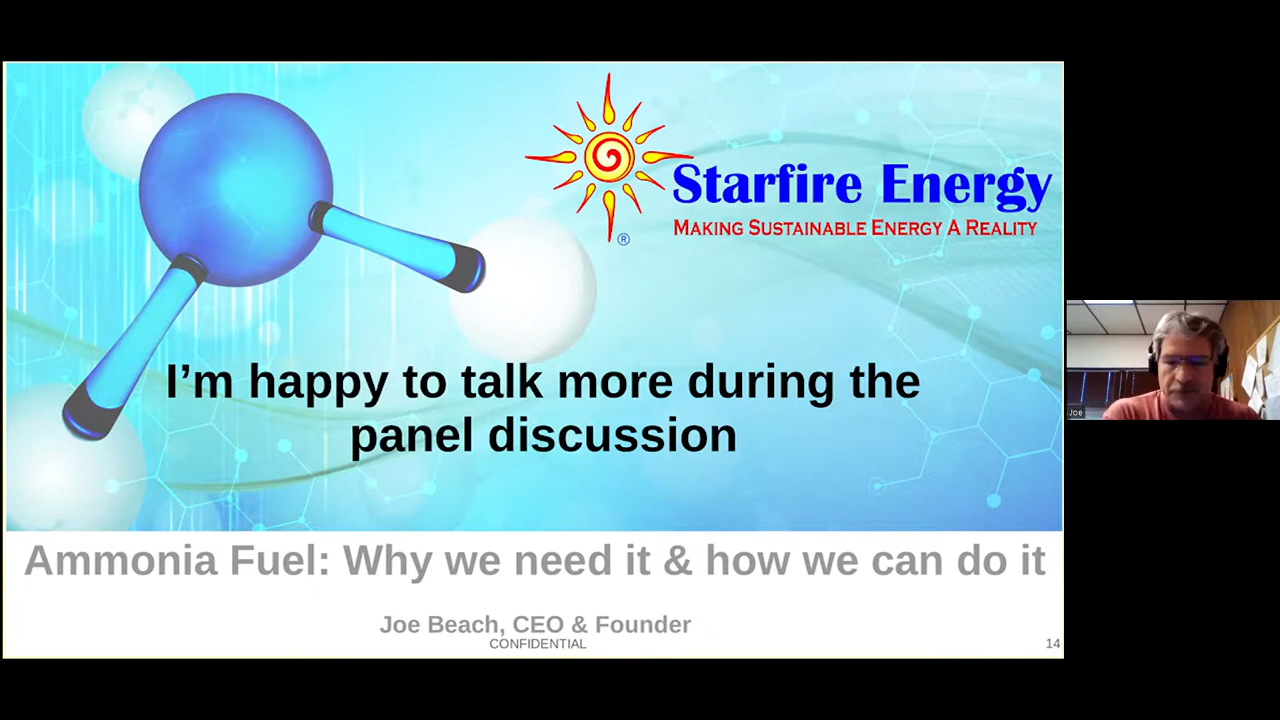 Starfire Energy
MAKING SUSTAINABLE ENERGY A REALITY
®
I'm happy to talk more during the
panel discussion
Ammonia Fuel: Why we need it & how we can do it
Joe Beach, CEO & Founder
CONFIDENTIAL
14
Joe